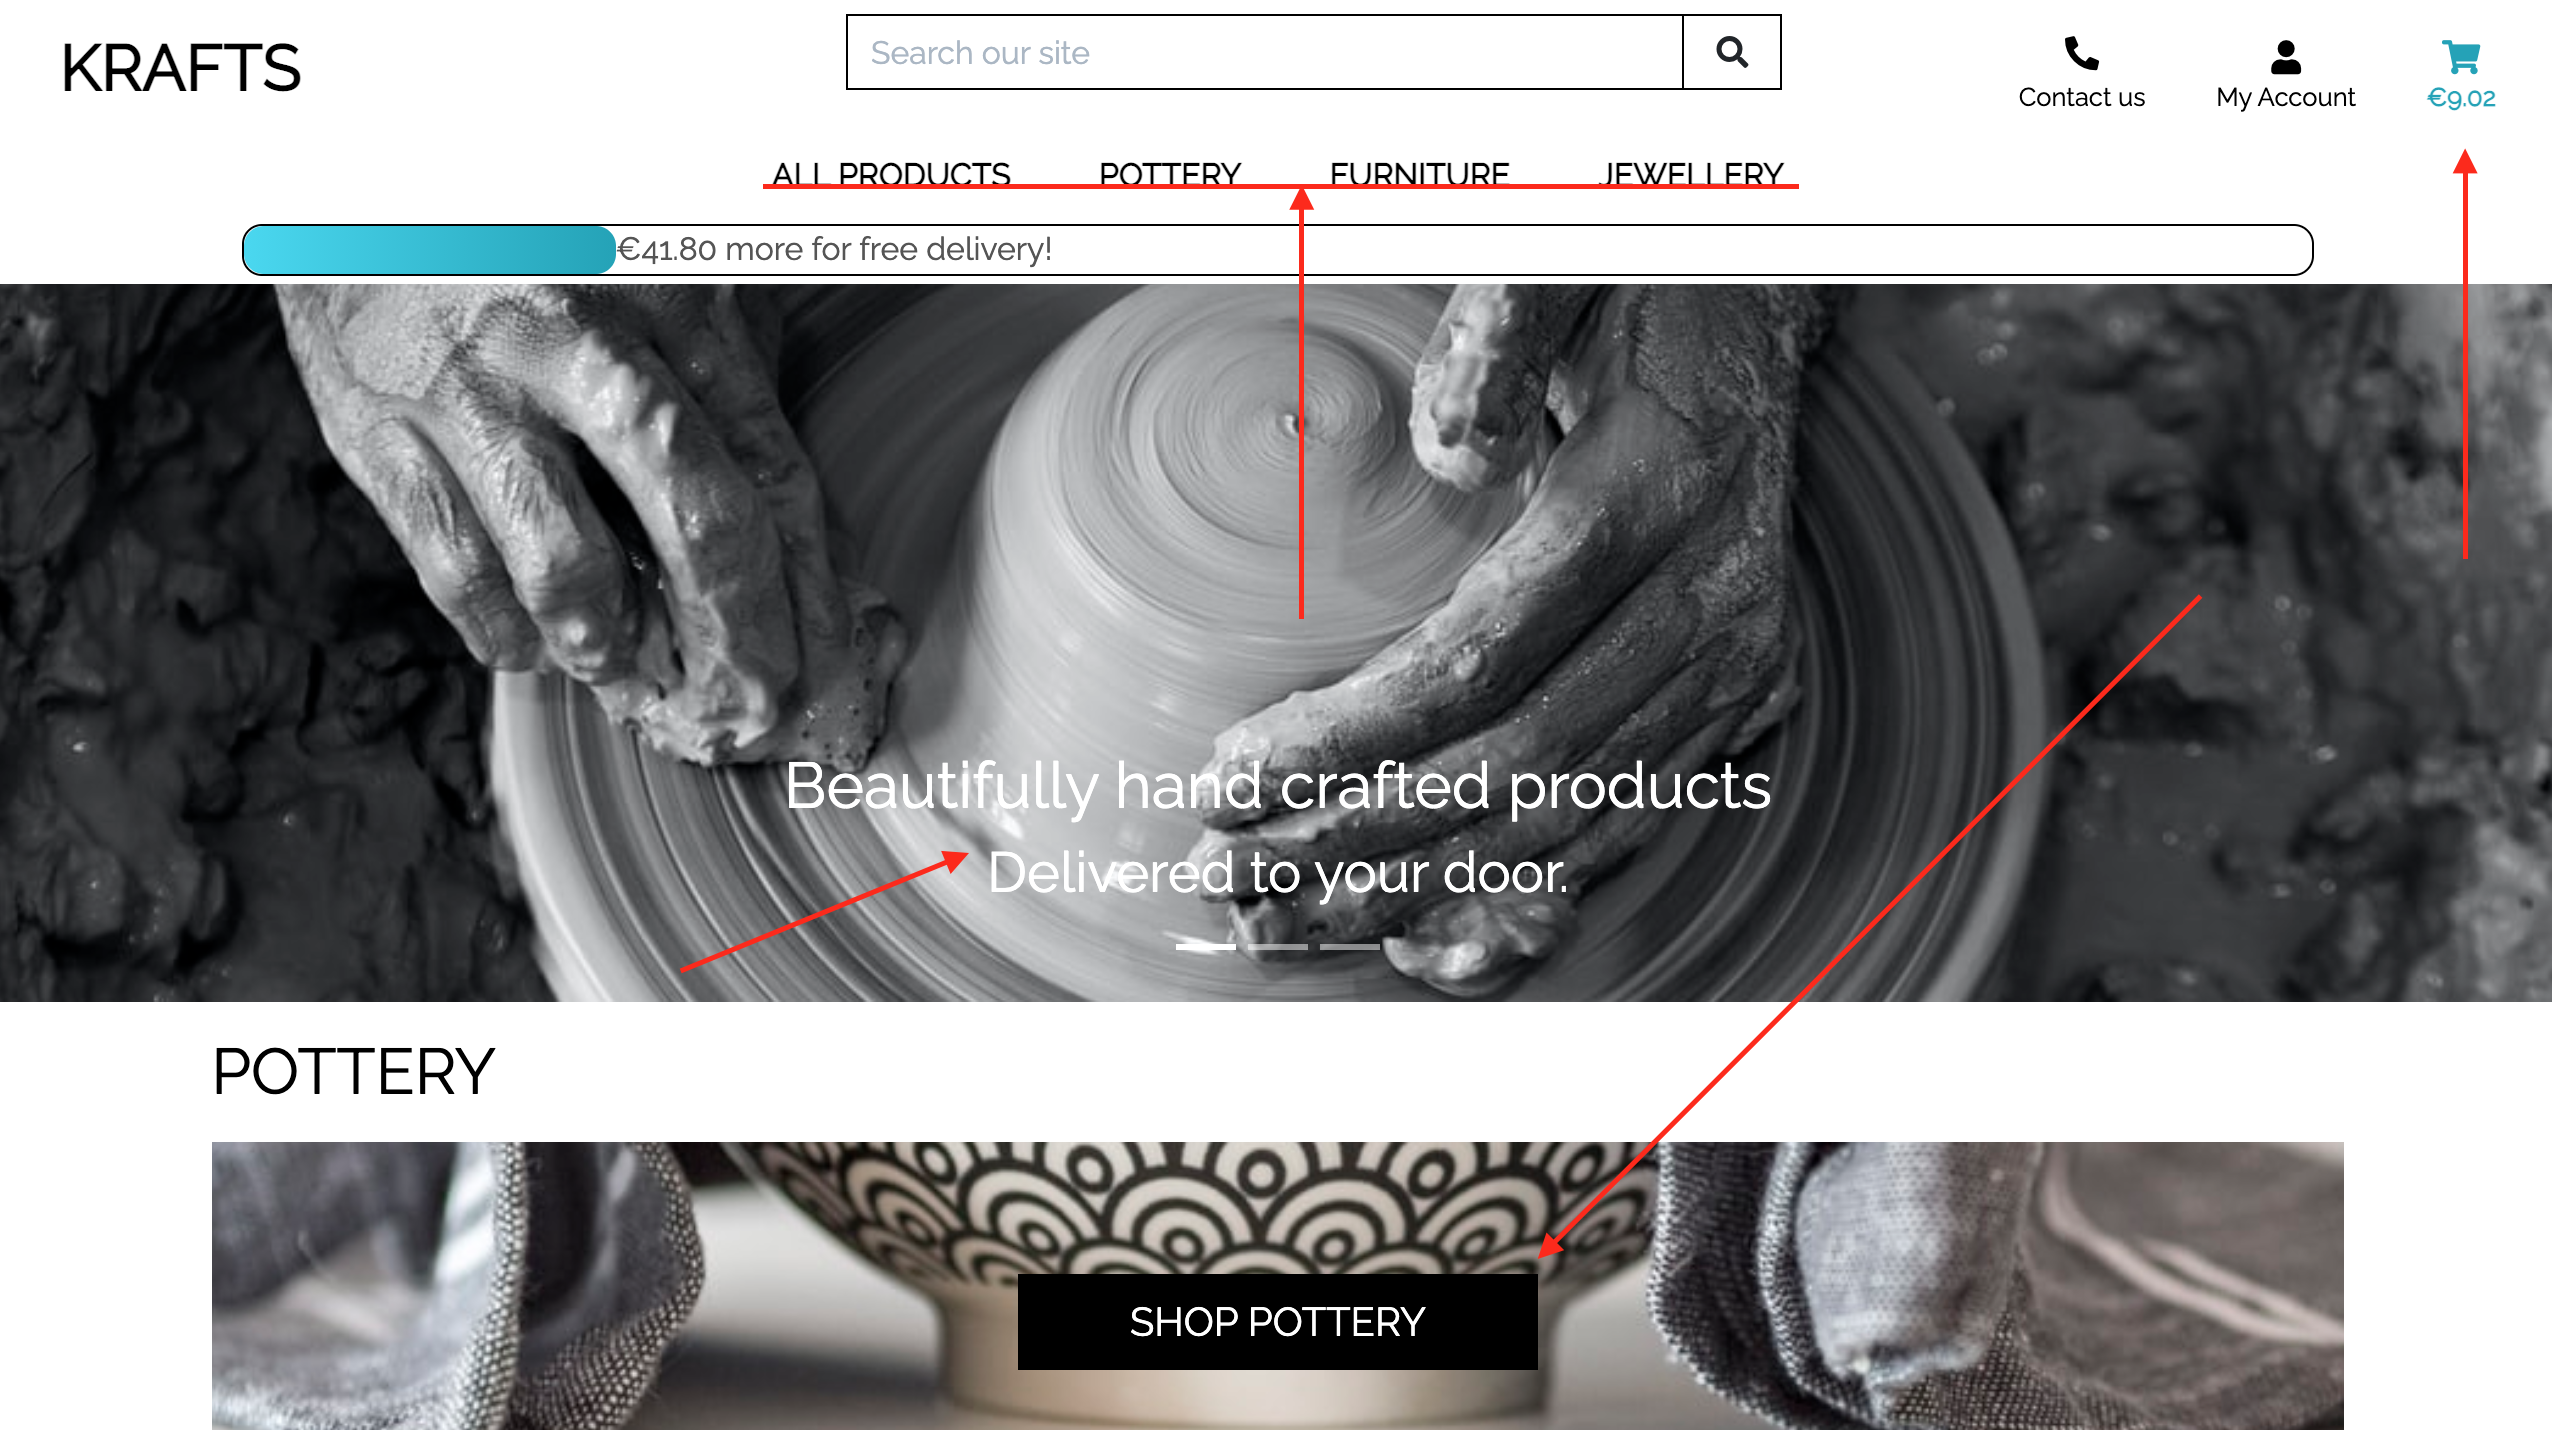 KRAFTS
Search our site
Contact us
My Account
€9.02
ALL PRODUCTS POTTERY FURNITURE JEWELLERY
€41.80 more for free delivery!
Beautifully hand crafted products
Delivered to your door.
POTTERY
SHOP POTTERY